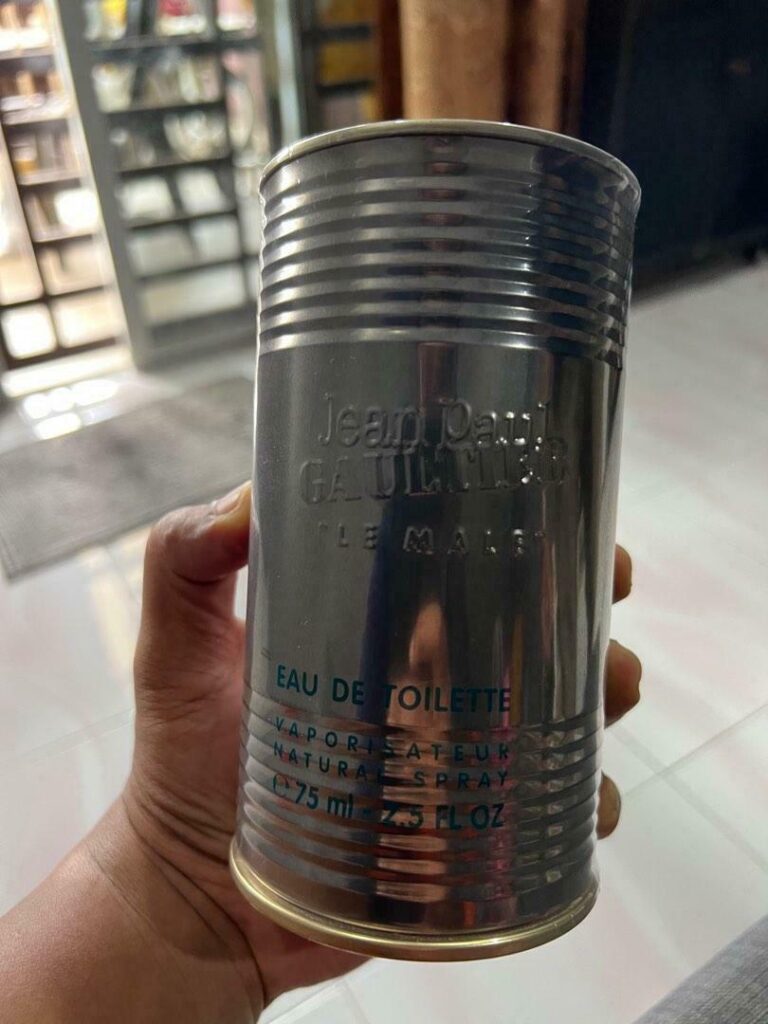 Jean Paul
GAULTIER
"LE MALE"
EAU DE TOILETTE
VAPORISATEUR
NATURAL SPRAY
℮ 75 ml - 2.5 FL OZ